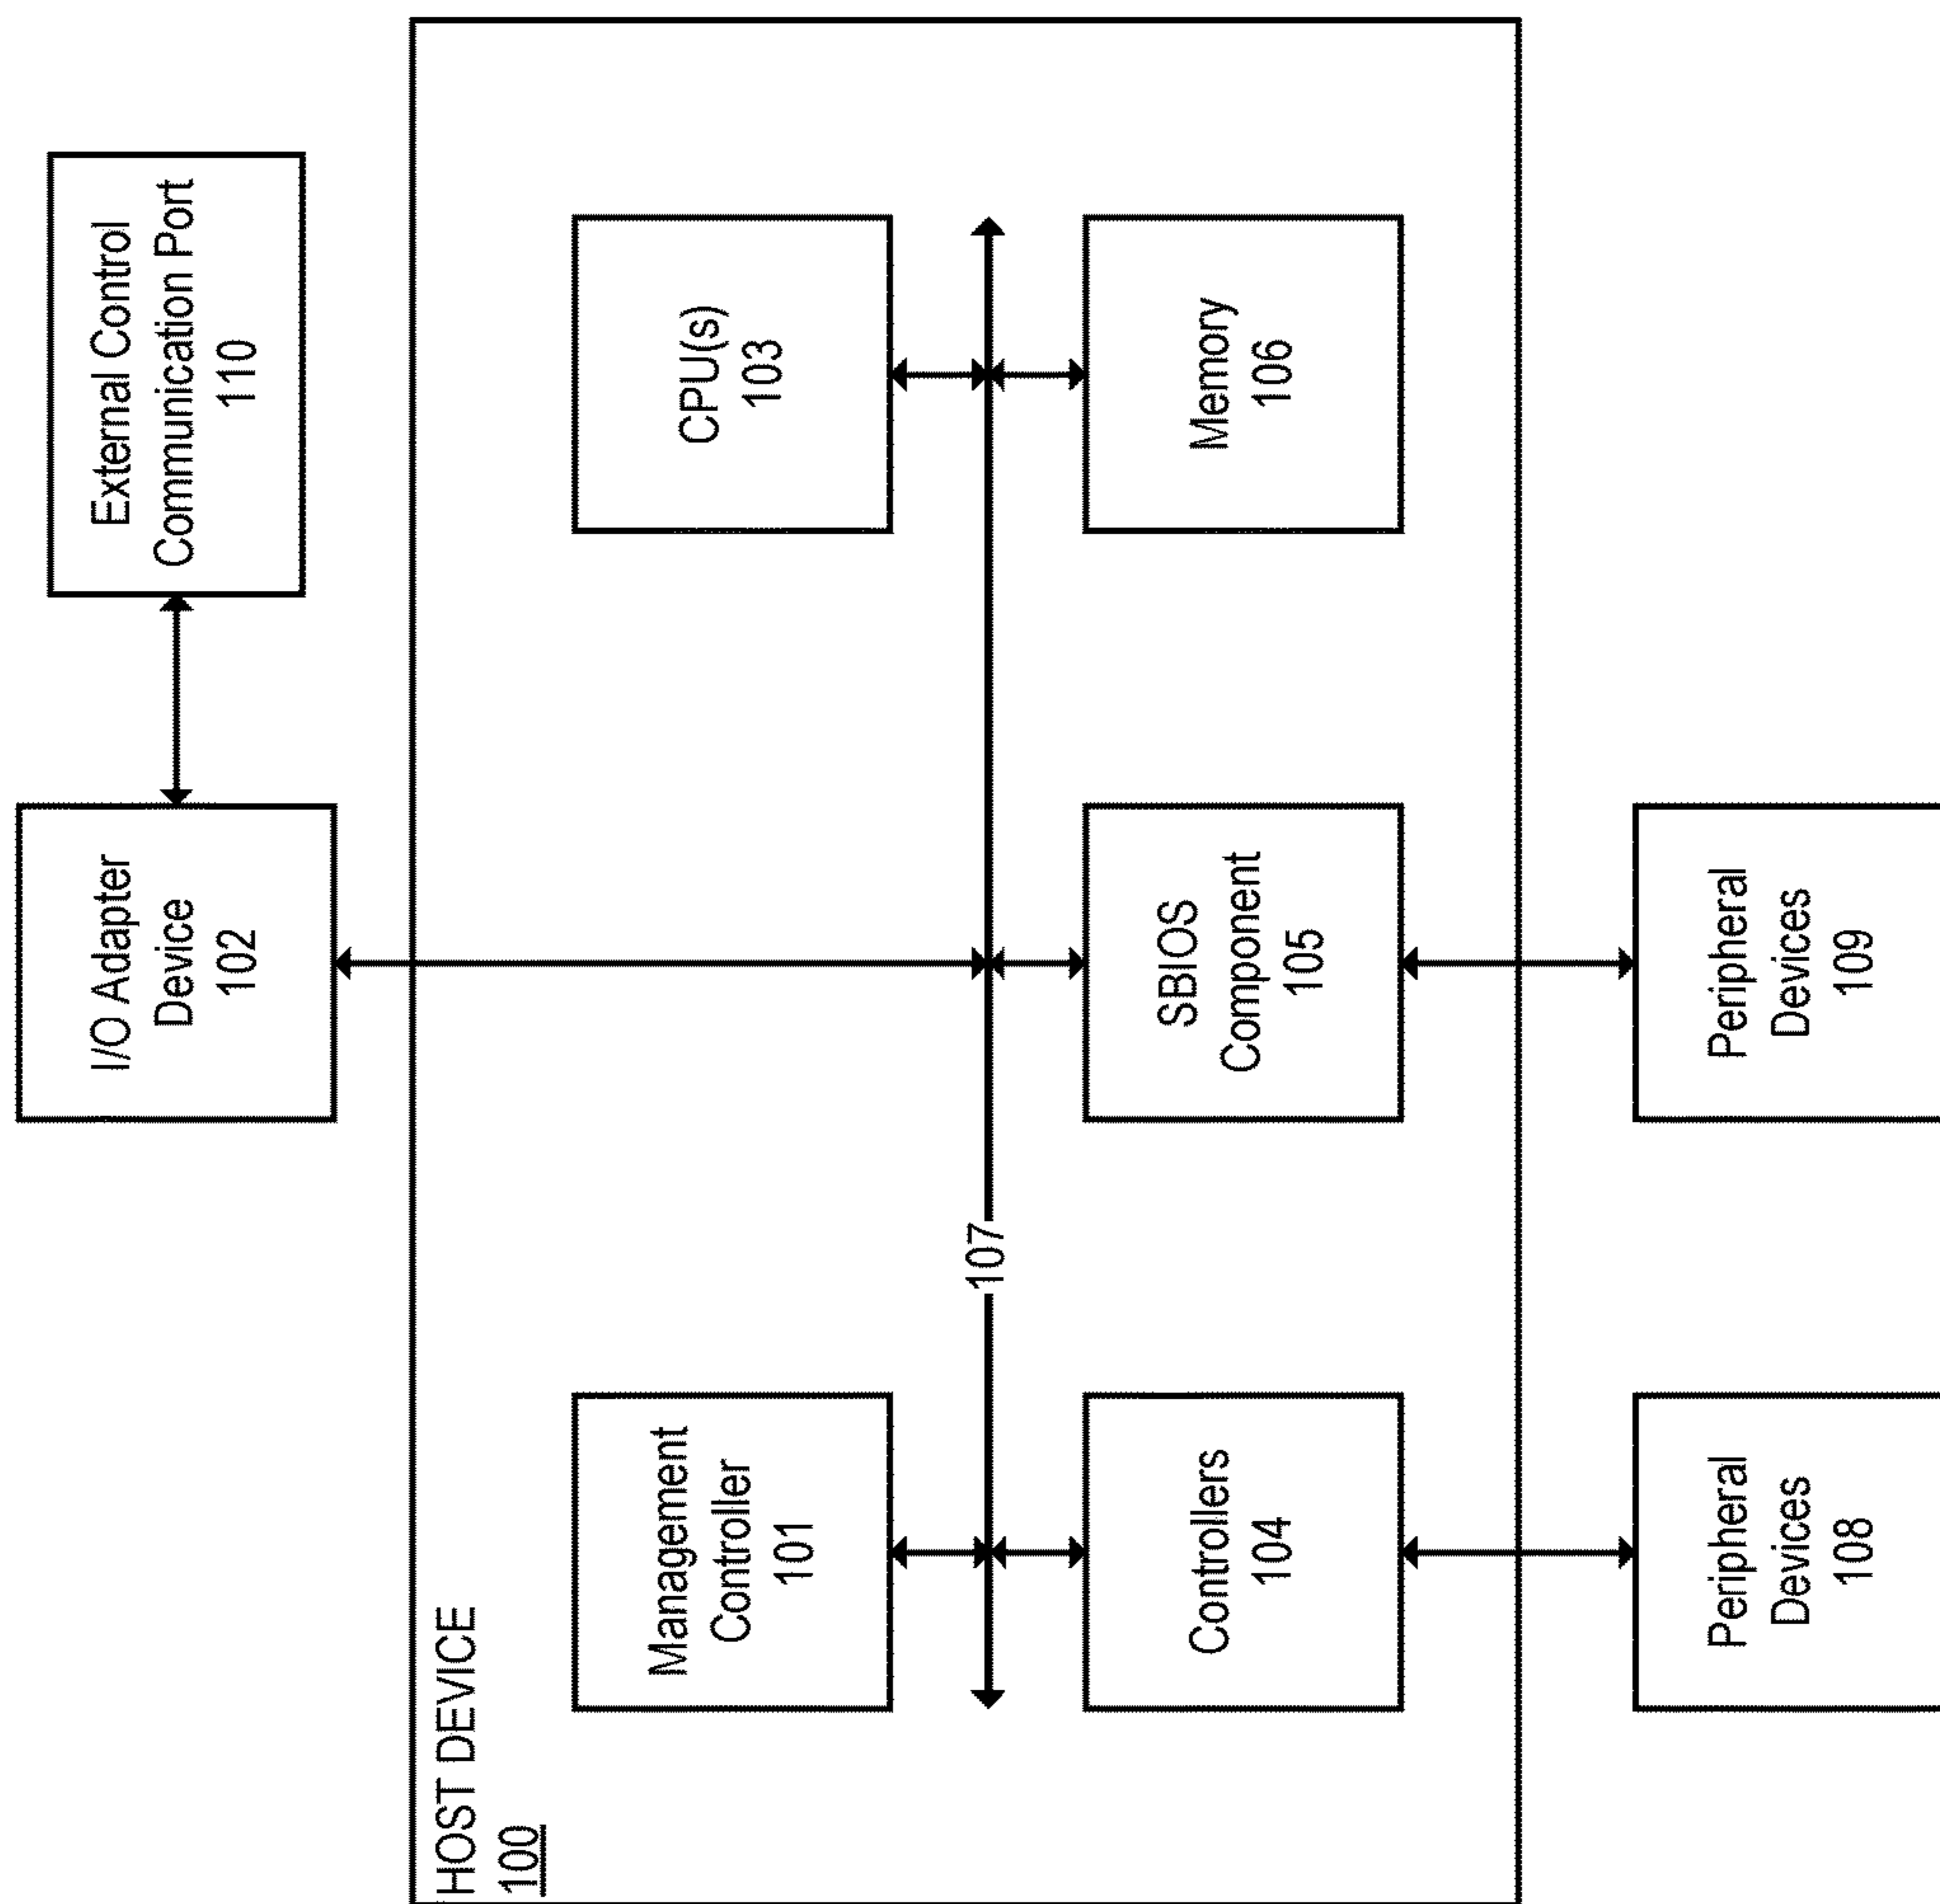 I/O Adapter
Device
102
External Control
Communication Port
110
HOST DEVICE
100
Management
Controller
101
CPU(s)
103
107
Controllers
104
SBIOS
Component
105
Memory
106
Peripheral
Devices
108
Peripheral
Devices
109